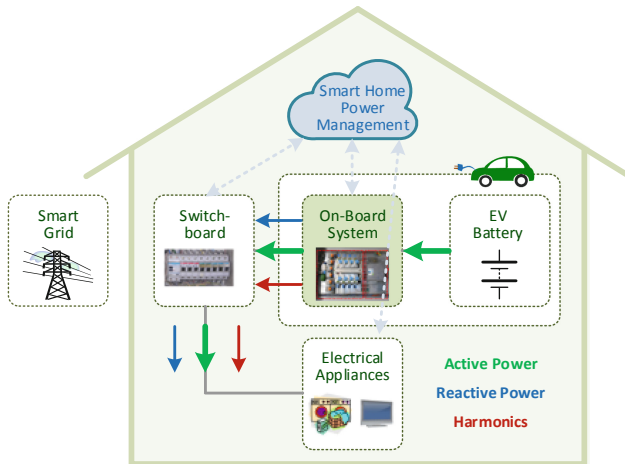 Smart Home
Power
Management
Smart
Grid
Switch-
board
On-Board
System
EV
Battery
Electrical
Appliances
Active Power
Reactive Power
Harmonics